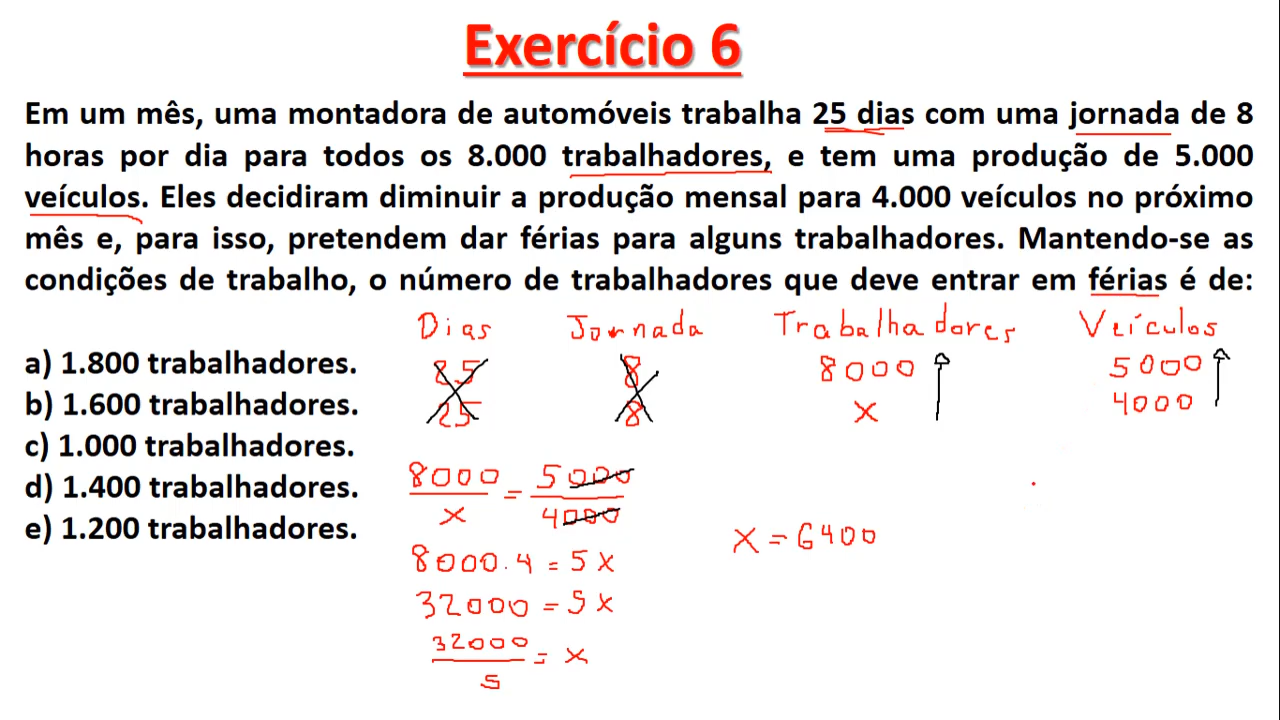 Exercício 6
Em um mês, uma montadora de automóveis trabalha 25 dias com uma jornada de 8
horas por dia para todos os 8.000 trabalhadores, e tem uma produção de 5.000
veículos. Eles decidiram diminuir a produção mensal para 4.000 veículos no próximo
mês e, para isso, pretendem dar férias para alguns trabalhadores. Mantendo-se as
condições de trabalho, o número de trabalhadores que deve entrar em férias é de:
a) 1.800 trabalhadores.
b) 1.600 trabalhadores.
c) 1.000 trabalhadores.
d) 1.400 trabalhadores.
e) 1.200 trabalhadores.
Dias Jornada Trabalhadores Veículos
25 8 8000 5000
25 8 x 4000
8000/x = 5000/4000
8000.4 = 5x
32000 = 5x
32000/5 = x
x = 6400